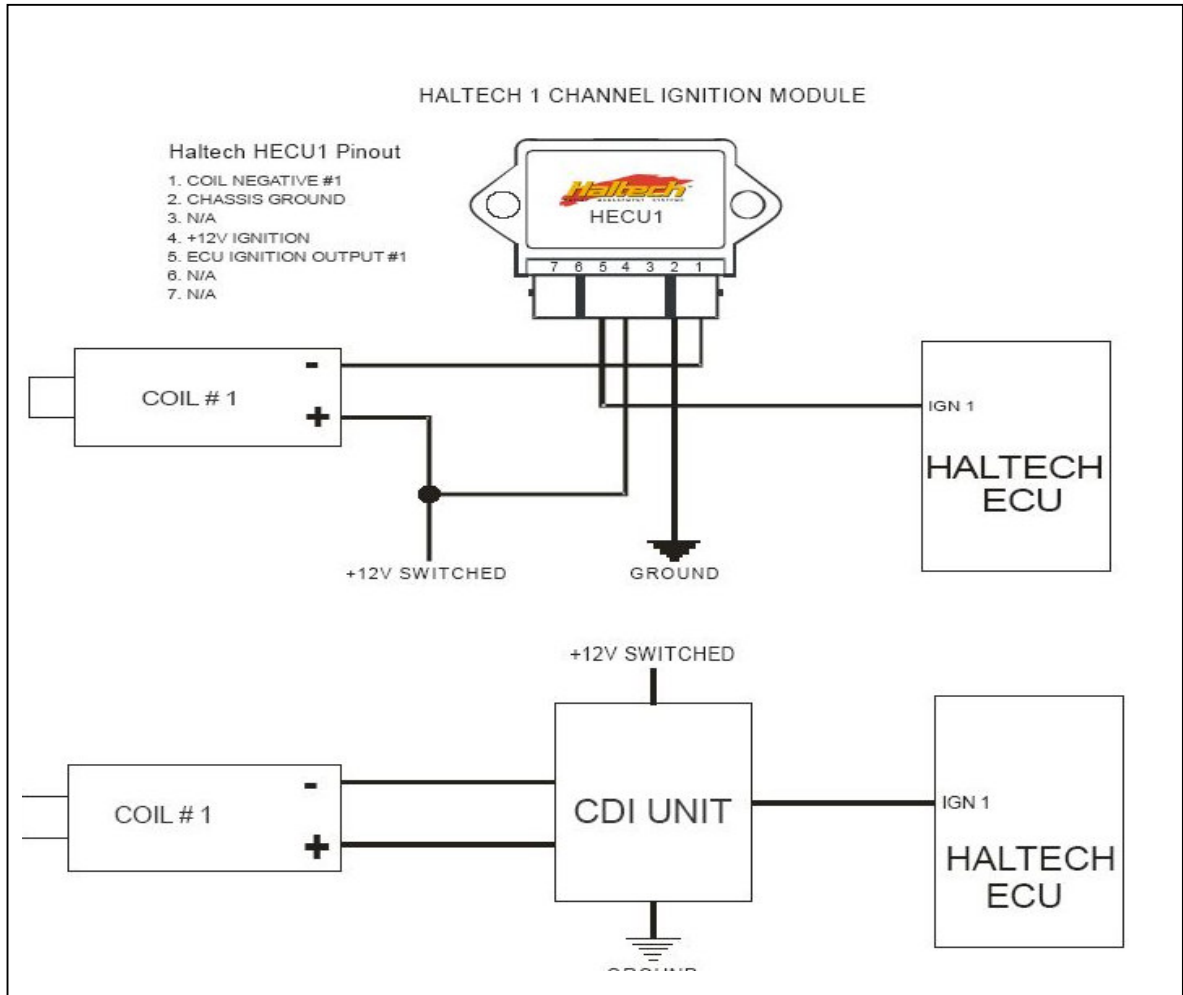 HALTECH 1 CHANNEL IGNITION MODULE
Haltech HECU1 Pinout
1. COIL NEGATIVE #1
2. CHASSIS GROUND
3. N/A
4. +12V IGNITION
5. ECU IGNITION OUTPUT #1
6. N/A
7. N/A
Haltech
HECU1
7 6 5 4 3 2 1
-
COIL # 1
+
IGN 1
HALTECH
ECU
+12V SWITCHED
GROUND
+12V SWITCHED
-
COIL # 1
+
CDI UNIT
IGN 1
HALTECH
ECU